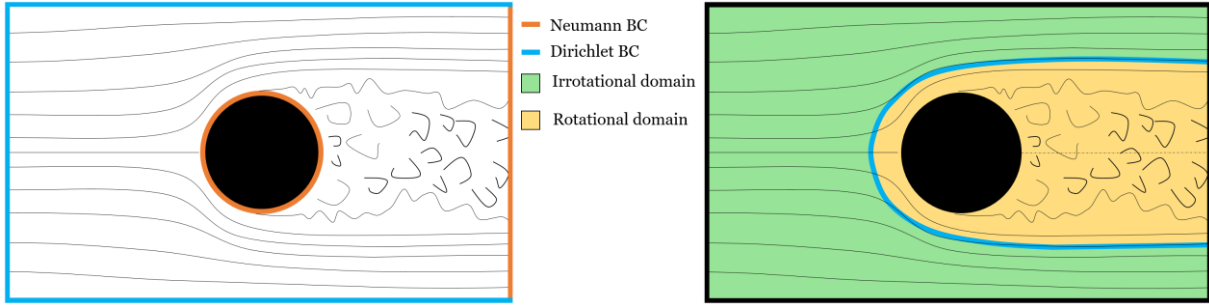 Neumann BC
Dirichlet BC
Irrotational domain
Rotational domain